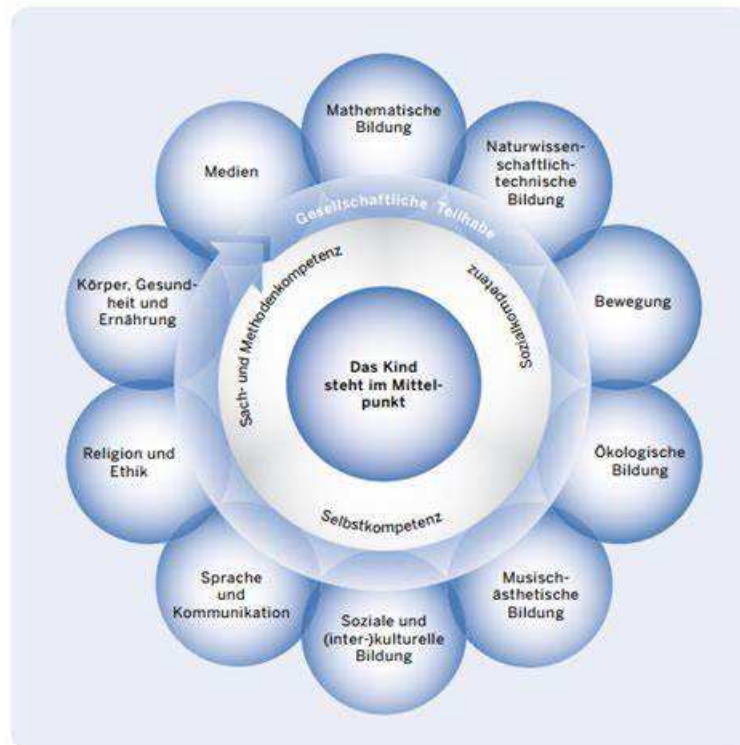 Mathematische
Bildung
Naturwissen-
schaftlich-
technische
Bildung
Bewegung
Ökologische
Bildung
Musisch-
ästhetische
Bildung
Soziale und
(inter-)kulturelle
Bildung
Sprache
und
Kommunikation
Religion und
Ethik
Körper, Gesund-
heit und
Ernährung
Medien
Gesellschaftliche Teilhabe
Sach- und Methodenkompetenz
Sozialkompetenz
Selbstkompetenz
Das Kind
steht im Mittel-
punkt